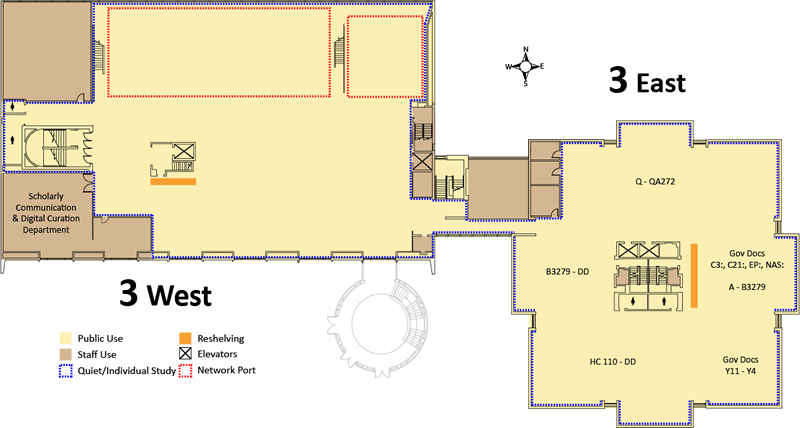 N
W E
S
3 East
Q - QA272
Scholarly
Communication
& Digital Curation
Department
Gov Docs
C3:, C21:, EP:, NAS:
B3279 - DD
A - B3279
3 West
HC 110 - DD
Gov Docs
Y11 - Y4
Public Use
Reshelving
Staff Use
Elevators
Quiet/Individual Study
Network Port